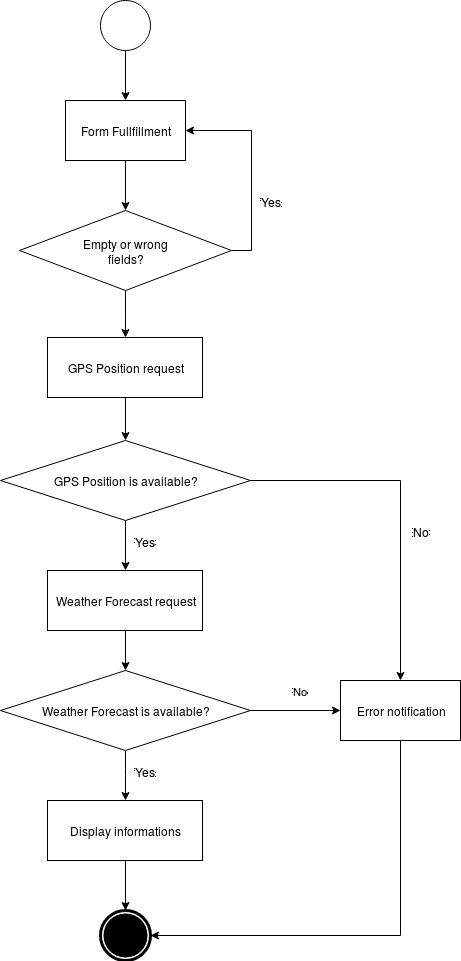 Form Fullfillment
Yes
Empty or wrong
fields?
GPS Position request
GPS Position is available?
No
Yes
Weather Forecast request
No
Weather Forecast is available?
Error notification
Yes
Display informations